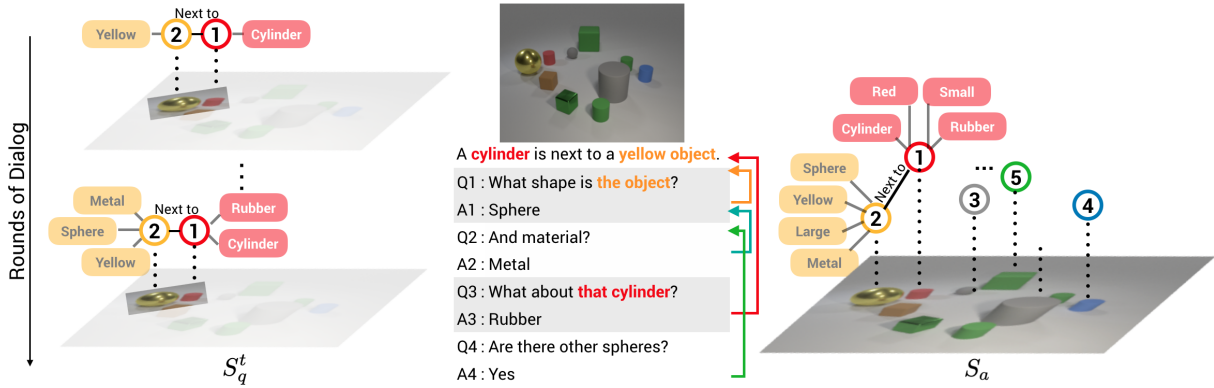 Rounds of Dialog
Next to
Yellow
2
1
Cylinder
Metal
Sphere
Yellow
Next to
2
1
Rubber
Cylinder
S_q^t
A cylinder is next to a yellow object.
Q1 : What shape is the object?
A1 : Sphere
Q2 : And material?
A2 : Metal
Q3 : What about that cylinder?
A3 : Rubber
Q4 : Are there other spheres?
A4 : Yes
Red
Small
Cylinder
Rubber
1
Sphere
Yellow
Large
Metal
Next to
2
...
3
5
4
S_a